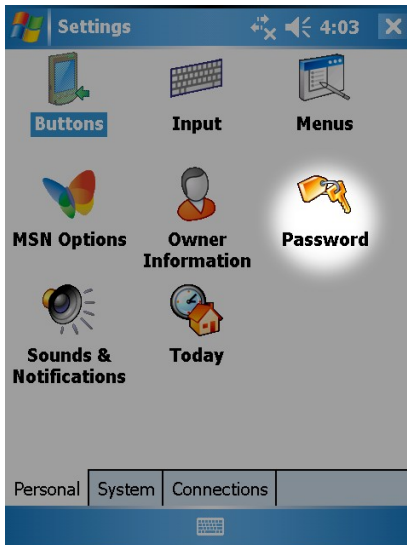 Settings 4:03
Buttons Input Menus
MSN Options Owner Information Password
Sounds & Notifications Today
Personal System Connections